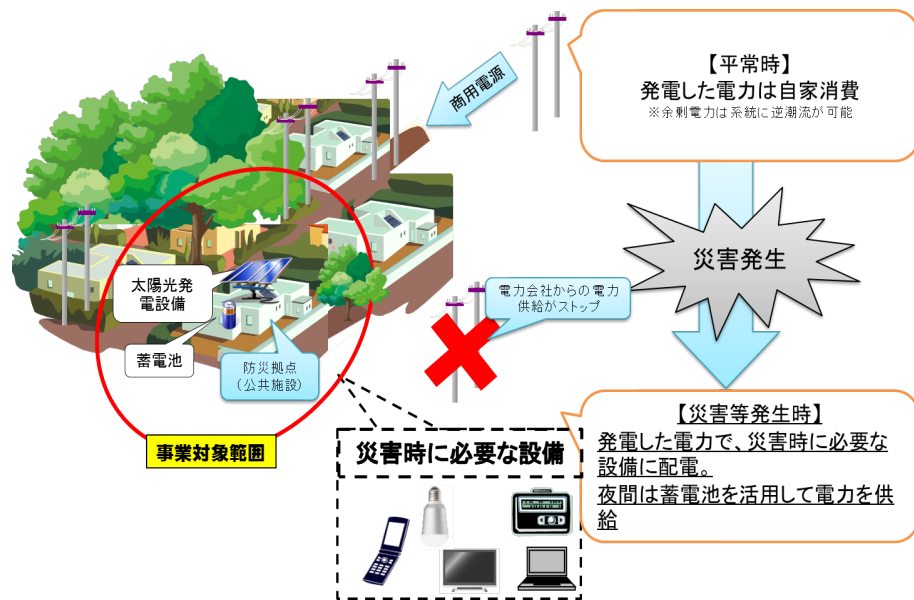 商用電源
【平常時】
発電した電力は自家消費
※余剰電力は系統に逆潮流が可能
災害発生
太陽光発
電設備
蓄電池
防災拠点
(公共施設)
事業対象範囲
電力会社からの電力
供給がストップ
災害時に必要な設備
【災害等発生時】
発電した電力で、災害時に必要な
設備に配電。
夜間は蓄電池を活用して電力を供
給